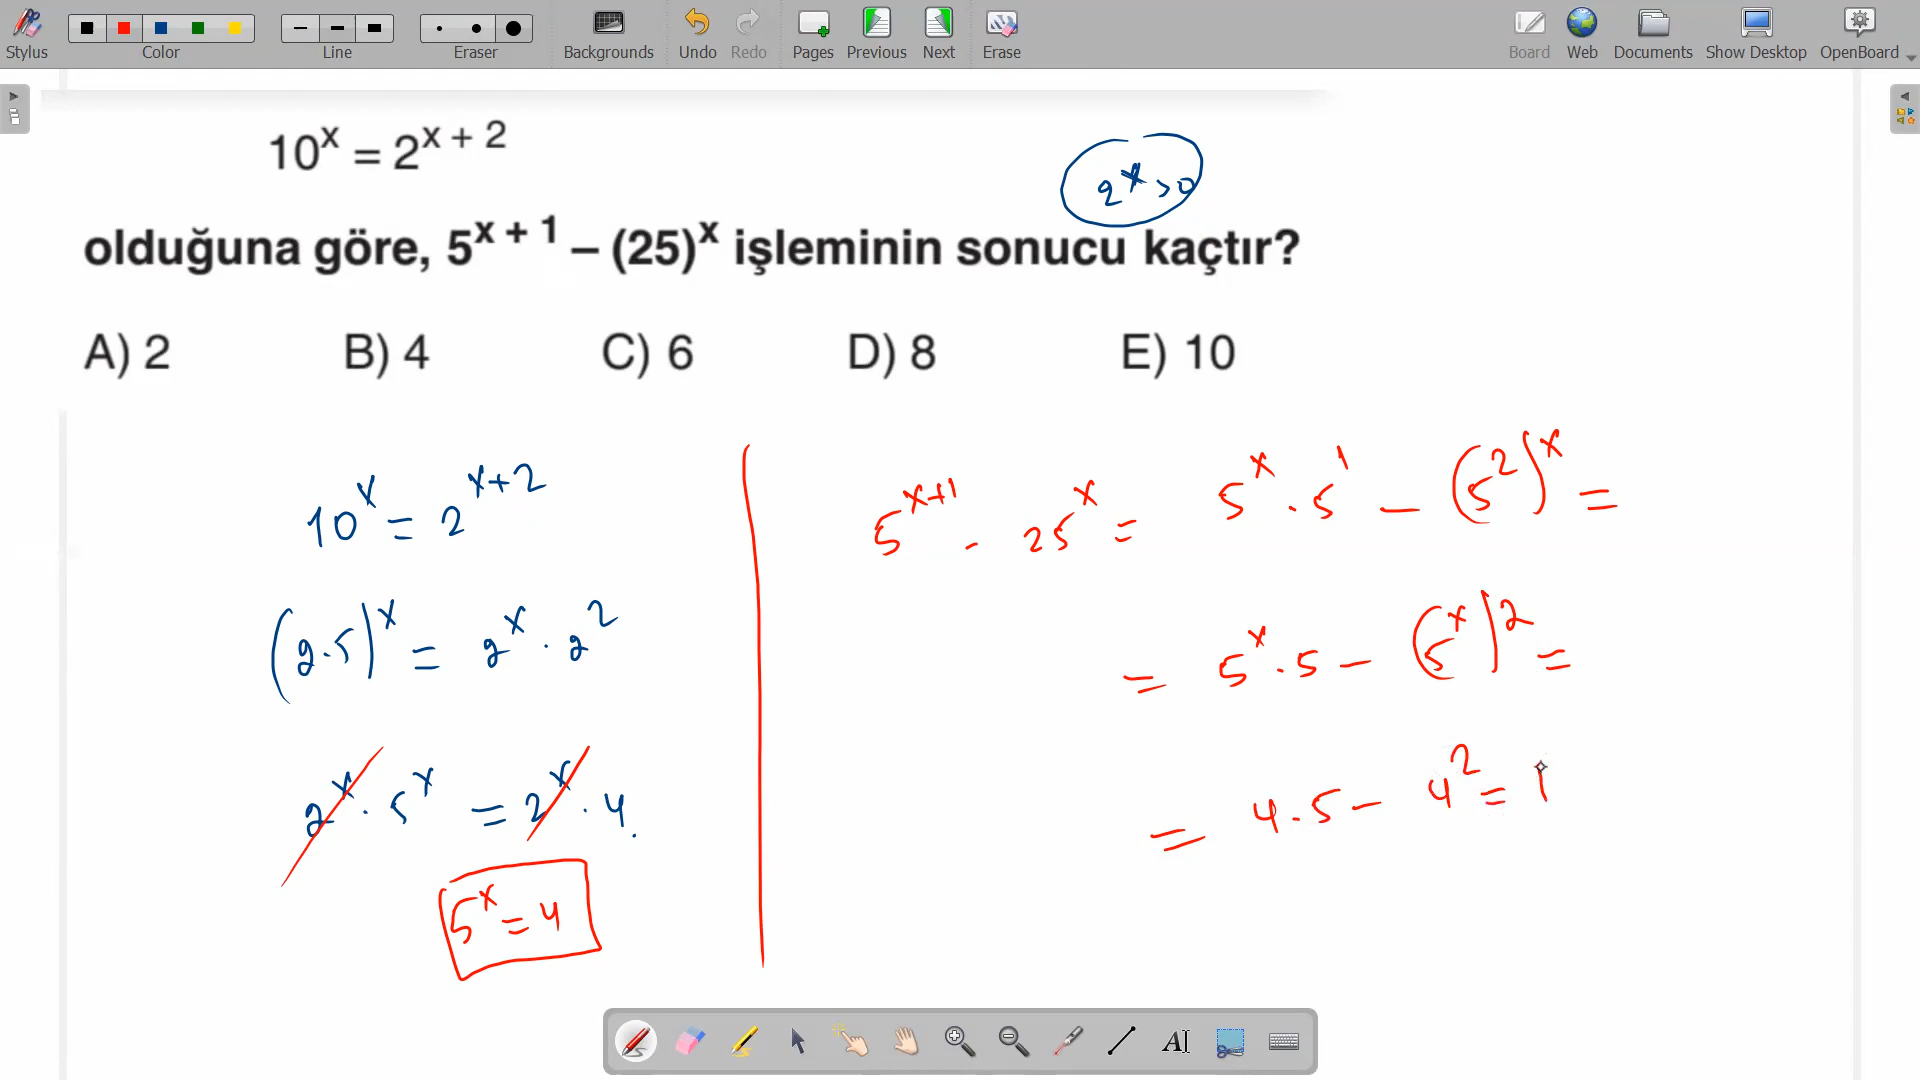 Stylus Color Line Eraser Backgrounds Undo Redo Pages Previous Next Erase Board Web Documents Show Desktop OpenBoard
10^x = 2^(x + 2)
2^x > 0
olduğuna göre, 5^(x + 1) – (25)^x işleminin sonucu kaçtır?
A) 2 B) 4 C) 6 D) 8 E) 10
10^x = 2^(x+2)
(2·5)^x = 2^x · 2^2
2^x · 5^x = 2^x · 4
5^x = 4
5^(x+1) - 25^x = 5^x · 5^1 - (5^2)^x =
= 5^x · 5 - (5^x)^2 =
= 4·5 - 4^2 =